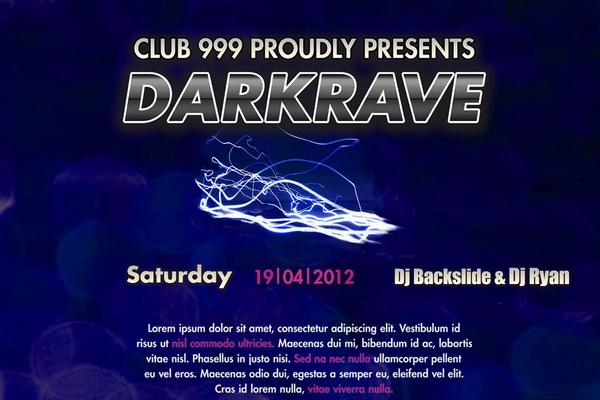 CLUB 999 PROUDLY PRESENTS
DARKRAVE
Saturday 19|04|2012 Dj Backslide & Dj Ryan
Lorem ipsum dolor sit amet, consectetur adipiscing elit. Vestibulum id
risus ut nisl commodo ultricies. Maecenas dui mi, bibendum id ac, lobortis
vitae nisl. Phasellus in justo nisi. Sed na nec nulla ullamcorper pellent
eu vel eros. Maecenas odio dui, egestas a semper eu, eleifend vel elit.
Cras id lorem nulla, vitae viverra nulla.